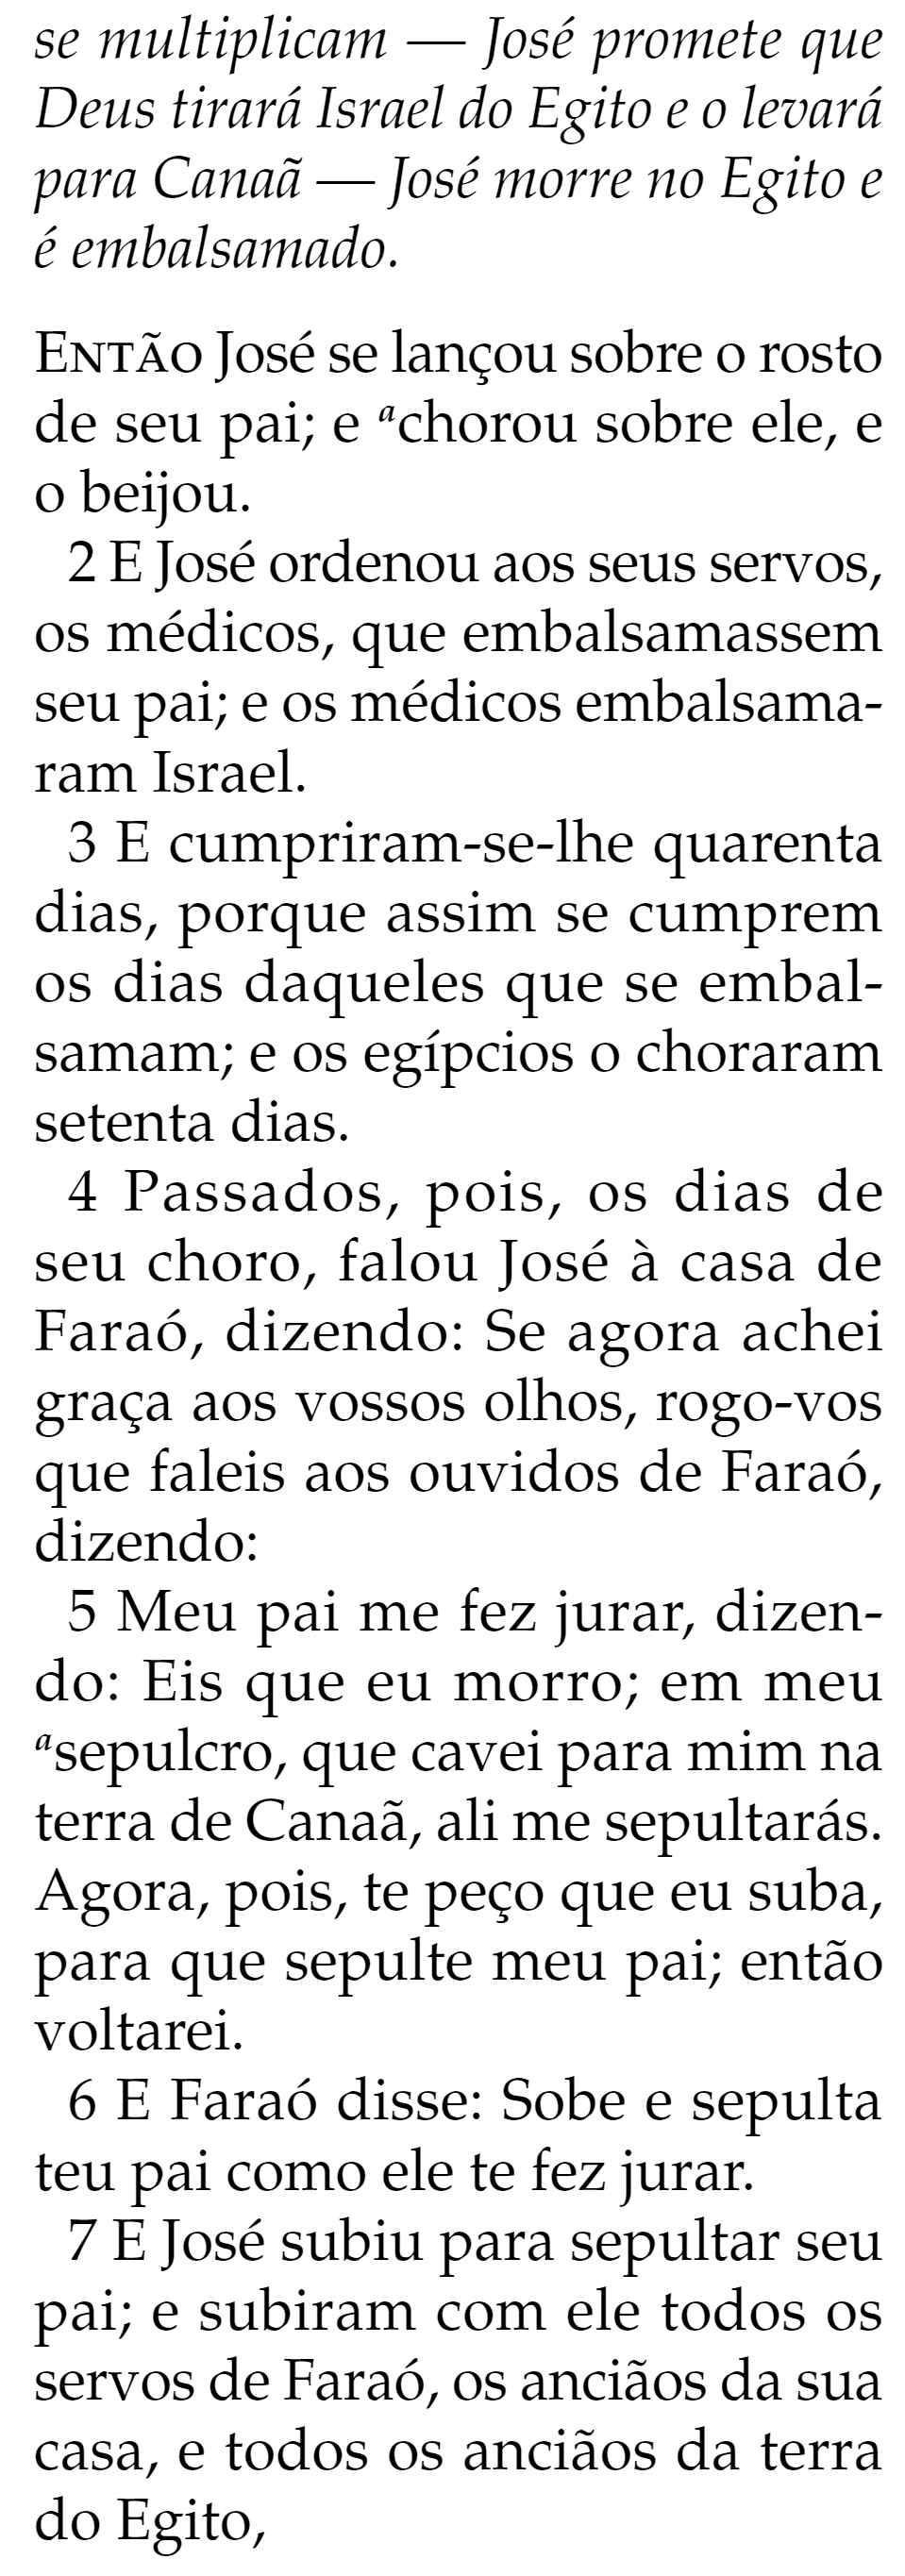 se multiplicam — José promete que
Deus tirará Israel do Egito e o levará
para Canaã — José morre no Egito e
é embalsamado.
Então José se lançou sobre o rosto
de seu pai; e ᵃchorou sobre ele, e
o beijou.
2 E José ordenou aos seus servos,
os médicos, que embalsamassem
seu pai; e os médicos embalsama-
ram Israel.
3 E cumpriram-se-lhe quarenta
dias, porque assim se cumprem
os dias daqueles que se embal-
samam; e os egípcios o choraram
setenta dias.
4 Passados, pois, os dias de
seu choro, falou José à casa de
Faraó, dizendo: Se agora achei
graça aos vossos olhos, rogo-vos
que faleis aos ouvidos de Faraó,
dizendo:
5 Meu pai me fez jurar, dizen-
do: Eis que eu morro; em meu
ᵃsepulcro, que cavei para mim na
terra de Canaã, ali me sepultarás.
Agora, pois, te peço que eu suba,
para que sepulte meu pai; então
voltarei.
6 E Faraó disse: Sobe e sepulta
teu pai como ele te fez jurar.
7 E José subiu para sepultar seu
pai; e subiram com ele todos os
servos de Faraó, os anciãos da sua
casa, e todos os anciãos da terra
do Egito,